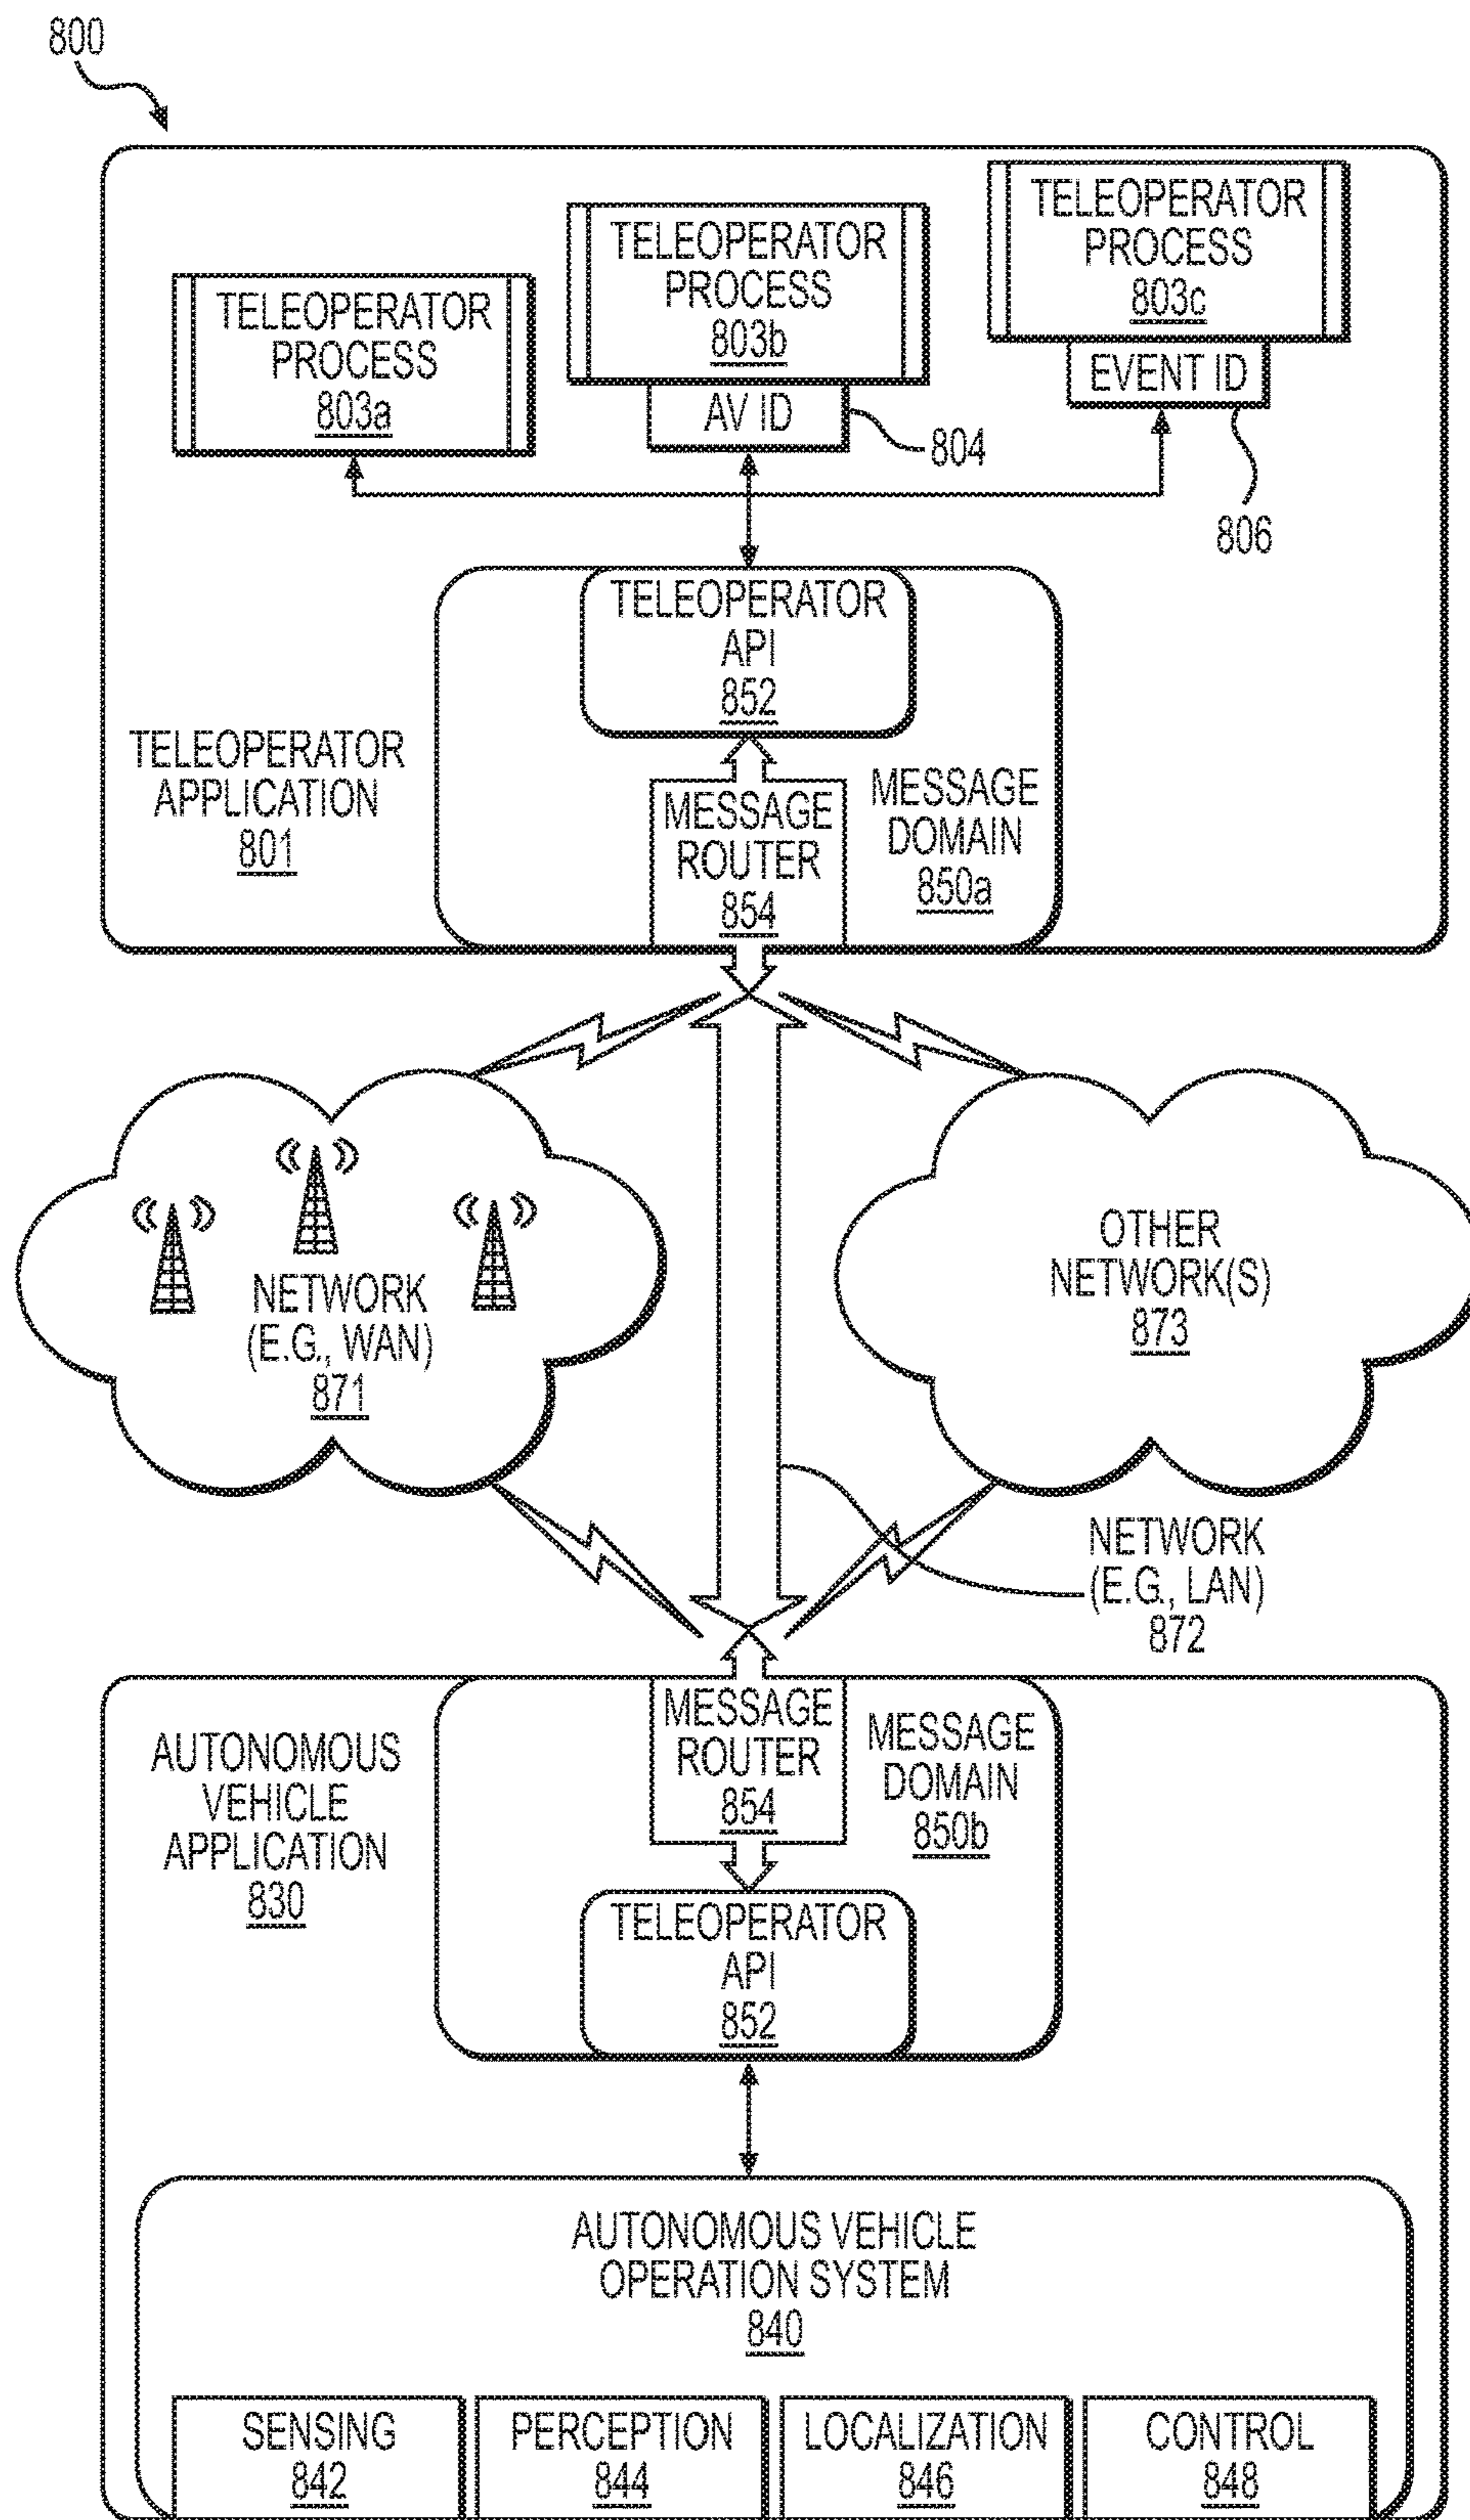 800
TELEOPERATOR
PROCESS
803a
TELEOPERATOR
PROCESS
803b
AV ID
804
TELEOPERATOR
PROCESS
803c
EVENT ID
806
TELEOPERATOR
API
852
TELEOPERATOR
APPLICATION
801
MESSAGE
ROUTER
854
MESSAGE
DOMAIN
850a
NETWORK
(E.G., WAN)
871
OTHER
NETWORK(S)
873
NETWORK
(E.G., LAN)
872
AUTONOMOUS
VEHICLE
APPLICATION
830
MESSAGE
ROUTER
854
MESSAGE
DOMAIN
850b
TELEOPERATOR
API
852
AUTONOMOUS VEHICLE
OPERATION SYSTEM
840
SENSING
842
PERCEPTION
844
LOCALIZATION
846
CONTROL
848